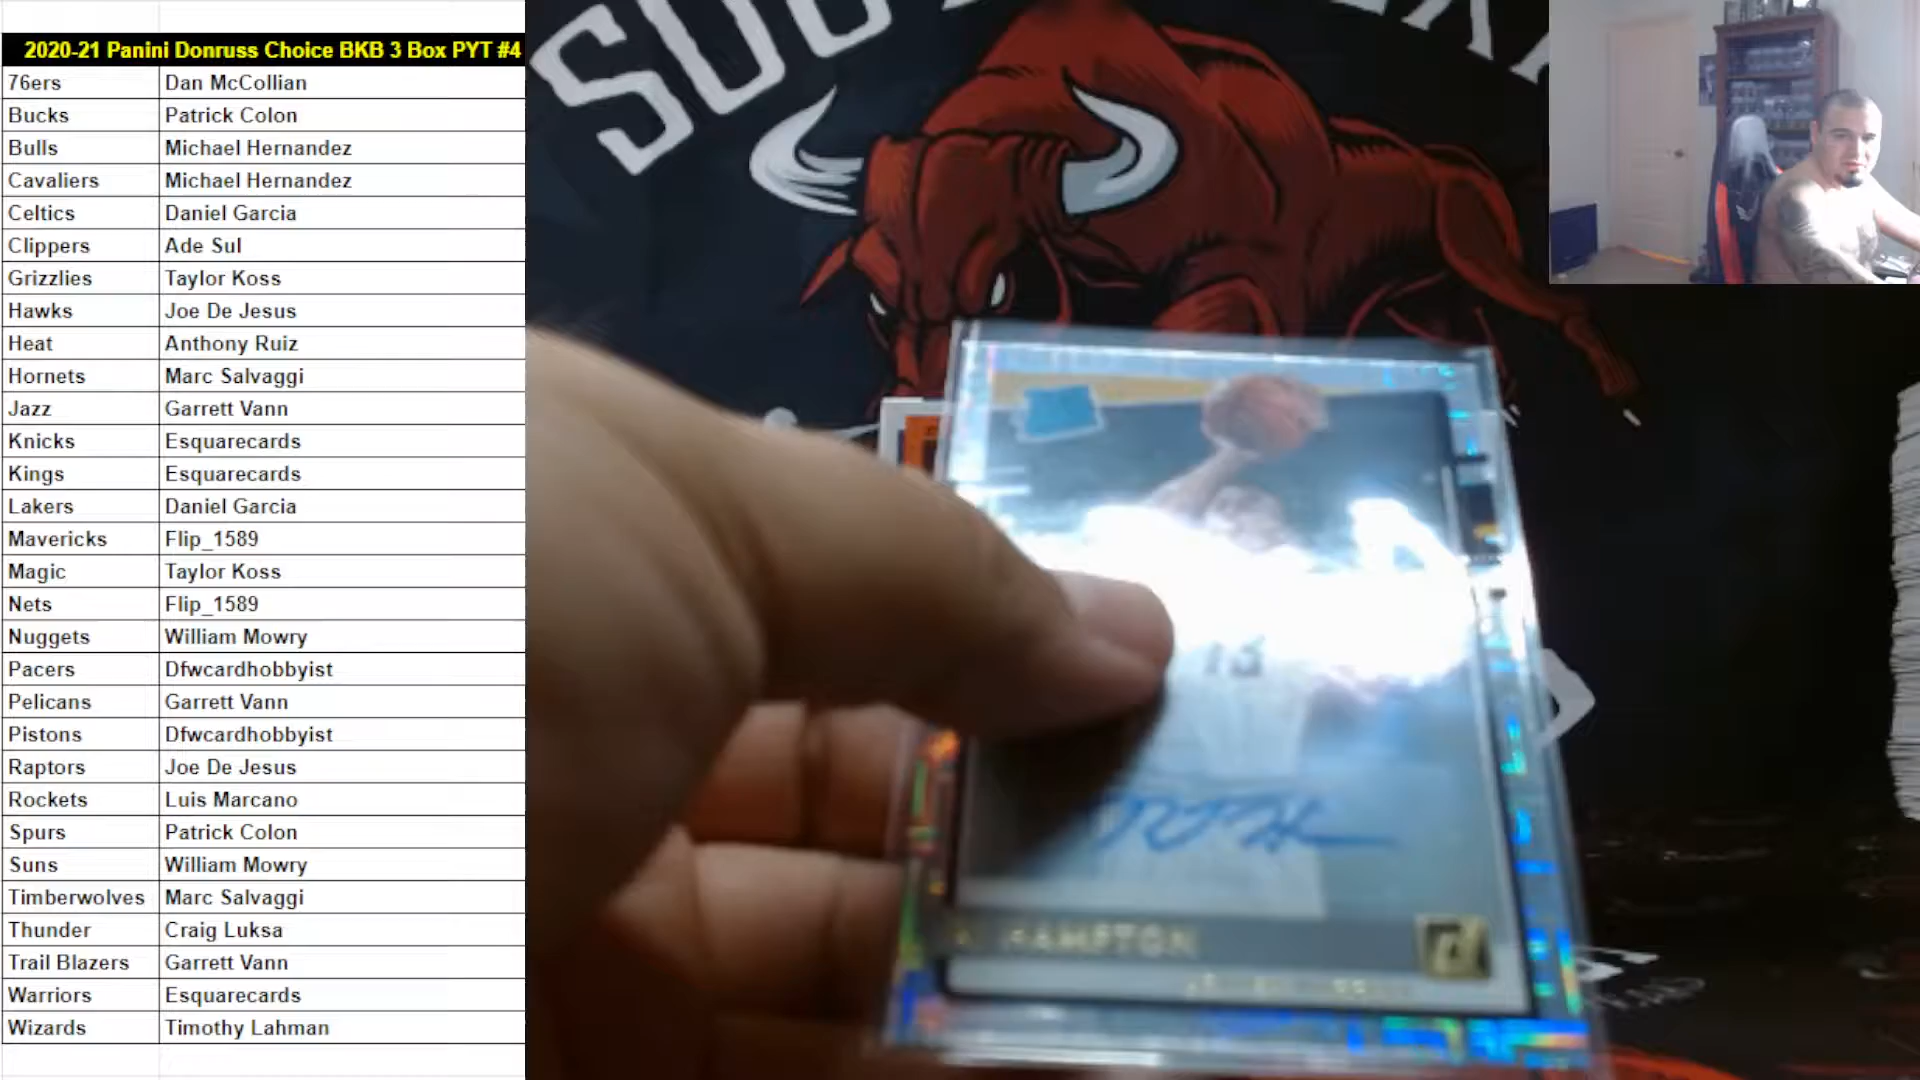 2020-21 Panini Donruss Choice BKB 3 Box PYT #4
76ers Dan McCollian
Bucks Patrick Colon
Bulls Michael Hernandez
Cavaliers Michael Hernandez
Celtics Daniel Garcia
Clippers Ade Sul
Grizzlies Taylor Koss
Hawks Joe De Jesus
Heat Anthony Ruiz
Hornets Marc Salvaggi
Jazz Garrett Vann
Knicks Esquarecards
Kings Esquarecards
Lakers Daniel Garcia
Mavericks Flip_1589
Magic Taylor Koss
Nets Flip_1589
Nuggets William Mowry
Pacers Dfwcardhobbyist
Pelicans Garrett Vann
Pistons Dfwcardhobbyist
Raptors Joe De Jesus
Rockets Luis Marcano
Spurs Patrick Colon
Suns William Mowry
Timberwolves Marc Salvaggi
Thunder Craig Luksa
Trail Blazers Garrett Vann
Warriors Esquarecards
Wizards Timothy Lahman
13
HAMPTON